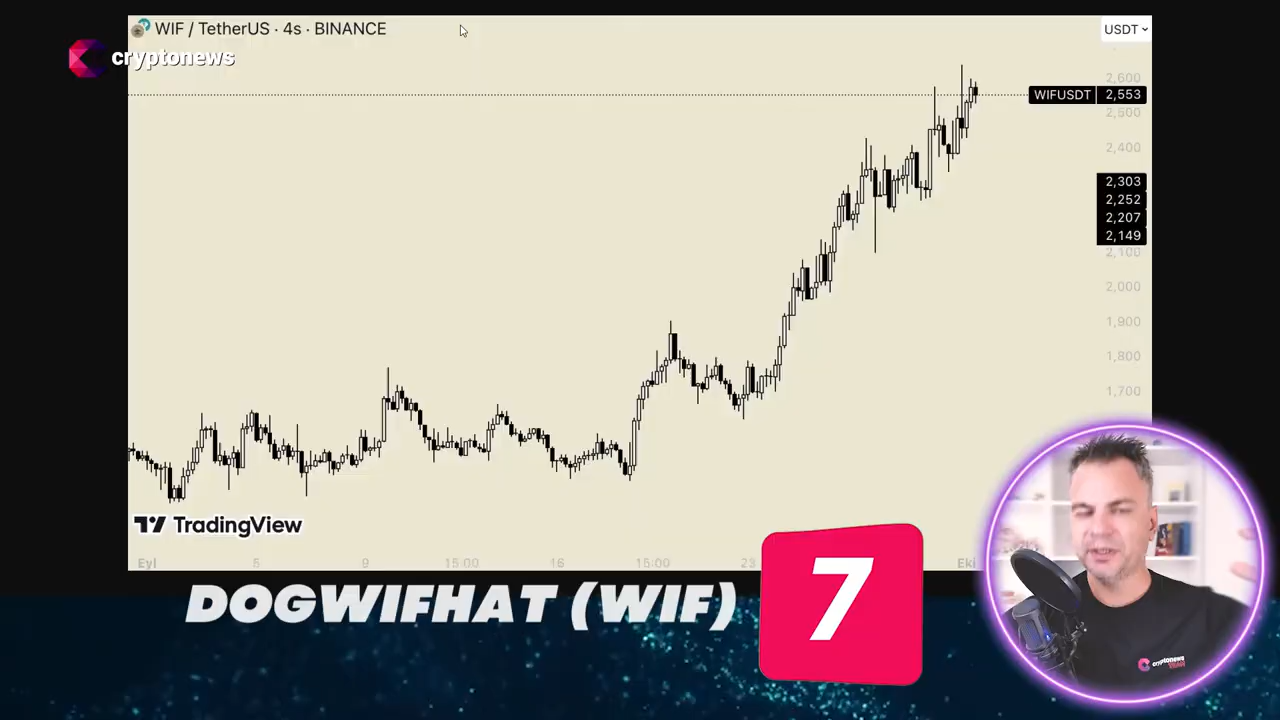 WIF / TetherUS · 4s · BINANCE
USDT
cryptonews
2,600
WIFUSDT 2,553
2,500
2,400
2,303
2,252
2,207
2,149
2,100
2,000
1,900
1,800
1,700
TradingView
Eyl 5 9 15:00 16 15:00 23 Eki
DOGWIFHAT (WIF)
7
cryptonews